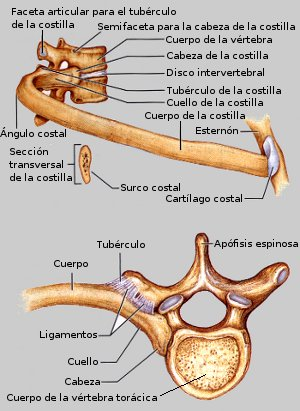 Faceta articular para el tubérculo
de la costilla
Semifaceta para la cabeza de la costilla
Cuerpo de la vértebra
Cabeza de la costilla
Disco intervertebral
Tubérculo de la costilla
Cuello de la costilla
Cuerpo de la costilla
Esternón
Ángulo costal
Sección
transversal
de la costilla
Surco costal
Cartílago costal
Tubérculo
Apófisis espinosa
Cuerpo
Ligamentos
Cuello
Cabeza
Cuerpo de la vértebra torácica